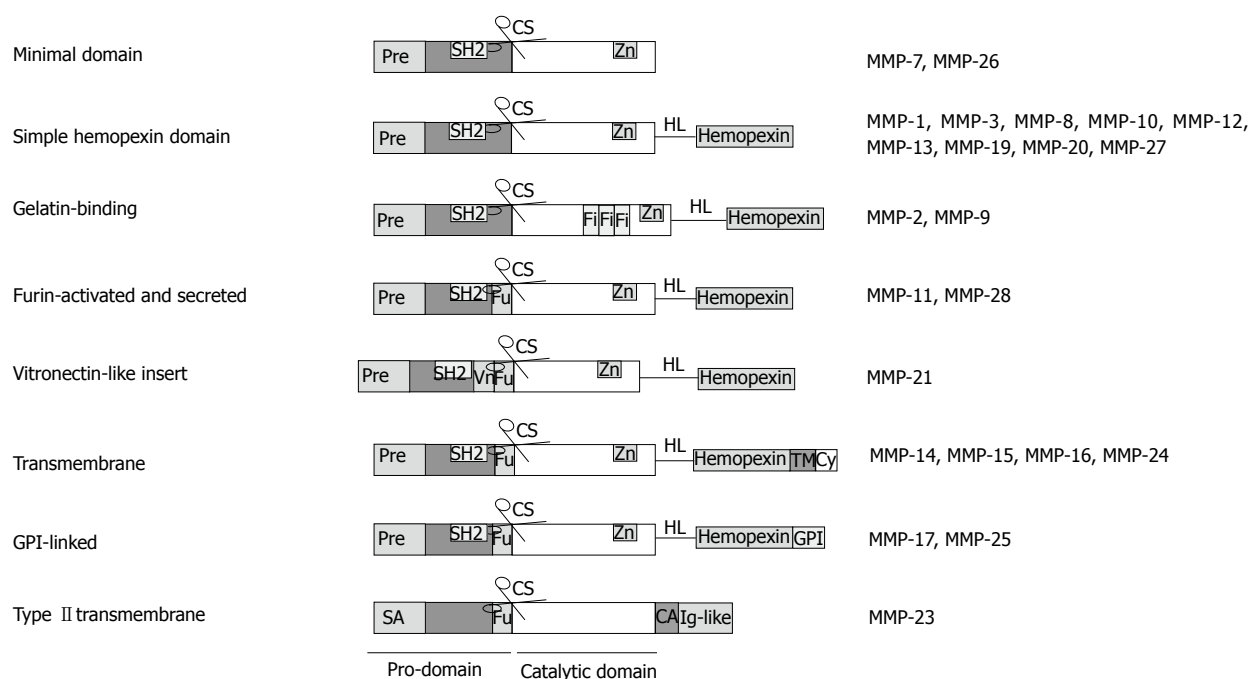 Minimal domain
Pre SH2 CS Zn
MMP-7, MMP-26
Simple hemopexin domain
Pre SH2 CS Zn HL Hemopexin
MMP-1, MMP-3, MMP-8, MMP-10, MMP-12,
MMP-13, MMP-19, MMP-20, MMP-27
Gelatin-binding
Pre SH2 CS Fi Fi Fi Zn HL Hemopexin
MMP-2, MMP-9
Furin-activated and secreted
Pre SH2 Fu CS Zn HL Hemopexin
MMP-11, MMP-28
Vitronectin-like insert
Pre SH2 Vn Fu CS Zn HL Hemopexin
MMP-21
Transmembrane
Pre SH2 Fu CS Zn HL Hemopexin TM Cy
MMP-14, MMP-15, MMP-16, MMP-24
GPI-linked
Pre SH2 Fu CS Zn HL Hemopexin GPI
MMP-17, MMP-25
Type Ⅱ transmembrane
SA Fu CS CA Ig-like
MMP-23
Pro-domain Catalytic domain